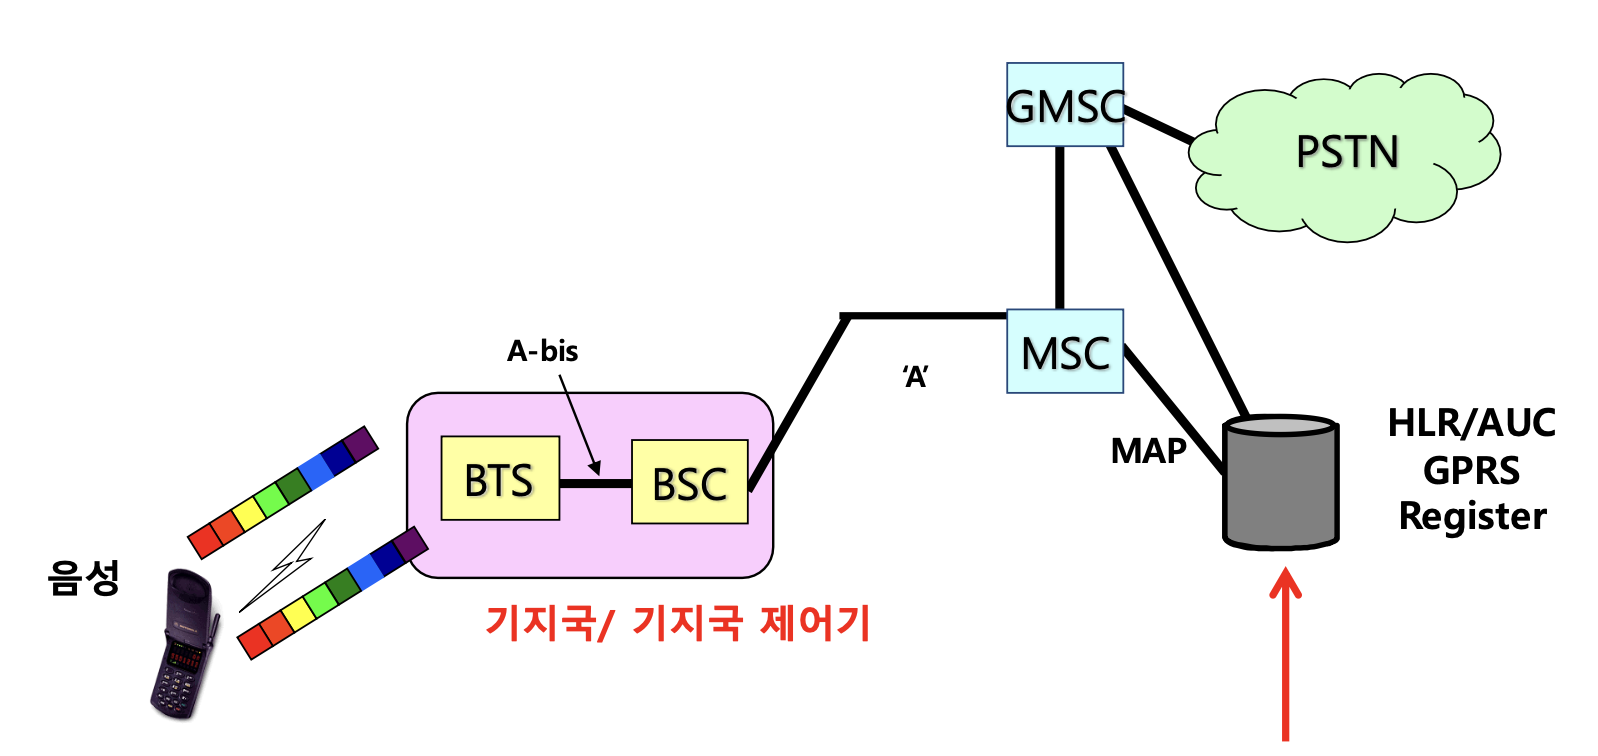 GMSC
PSTN
A-bis
MSC
‘A’
HLR/AUC
GPRS
Register
MAP
BTS
BSC
음성
기지국/ 기지국 제어기